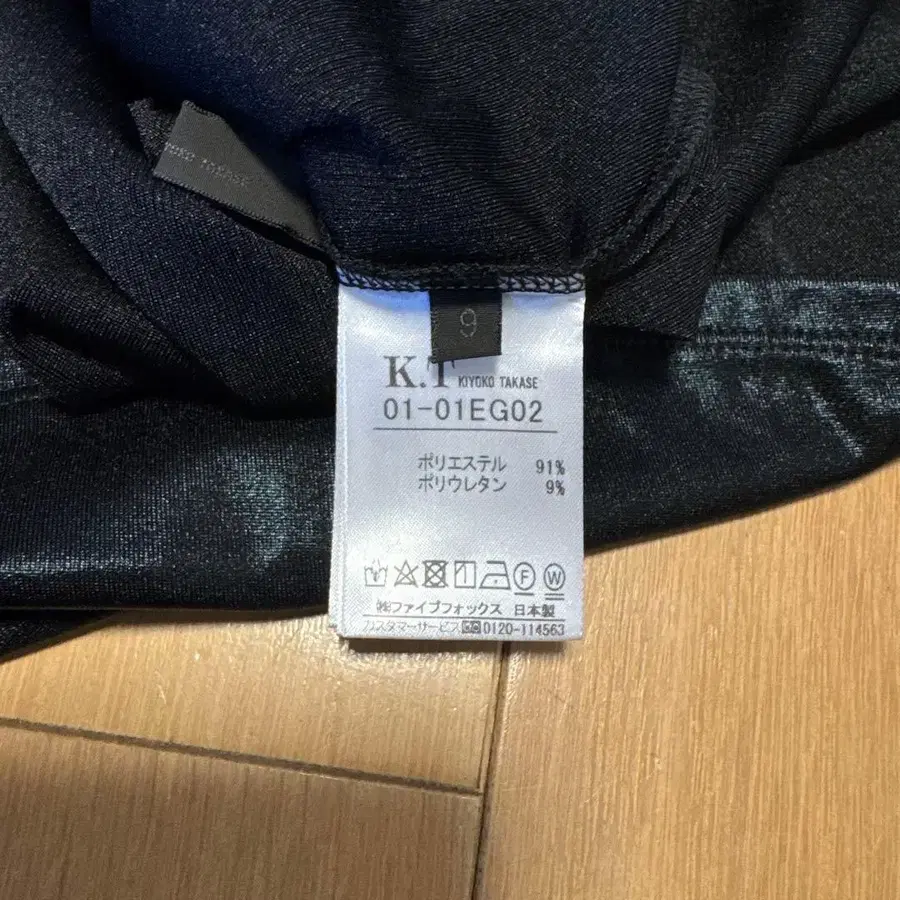 KIYOKO TAKASE
9
K.T KIYOKO TAKASE
01-01EG02
ポリエステル 91%
ポリウレタン 9%
F W
㈱ファイブフォックス 日本製
カスタマーサービス 0120-114563